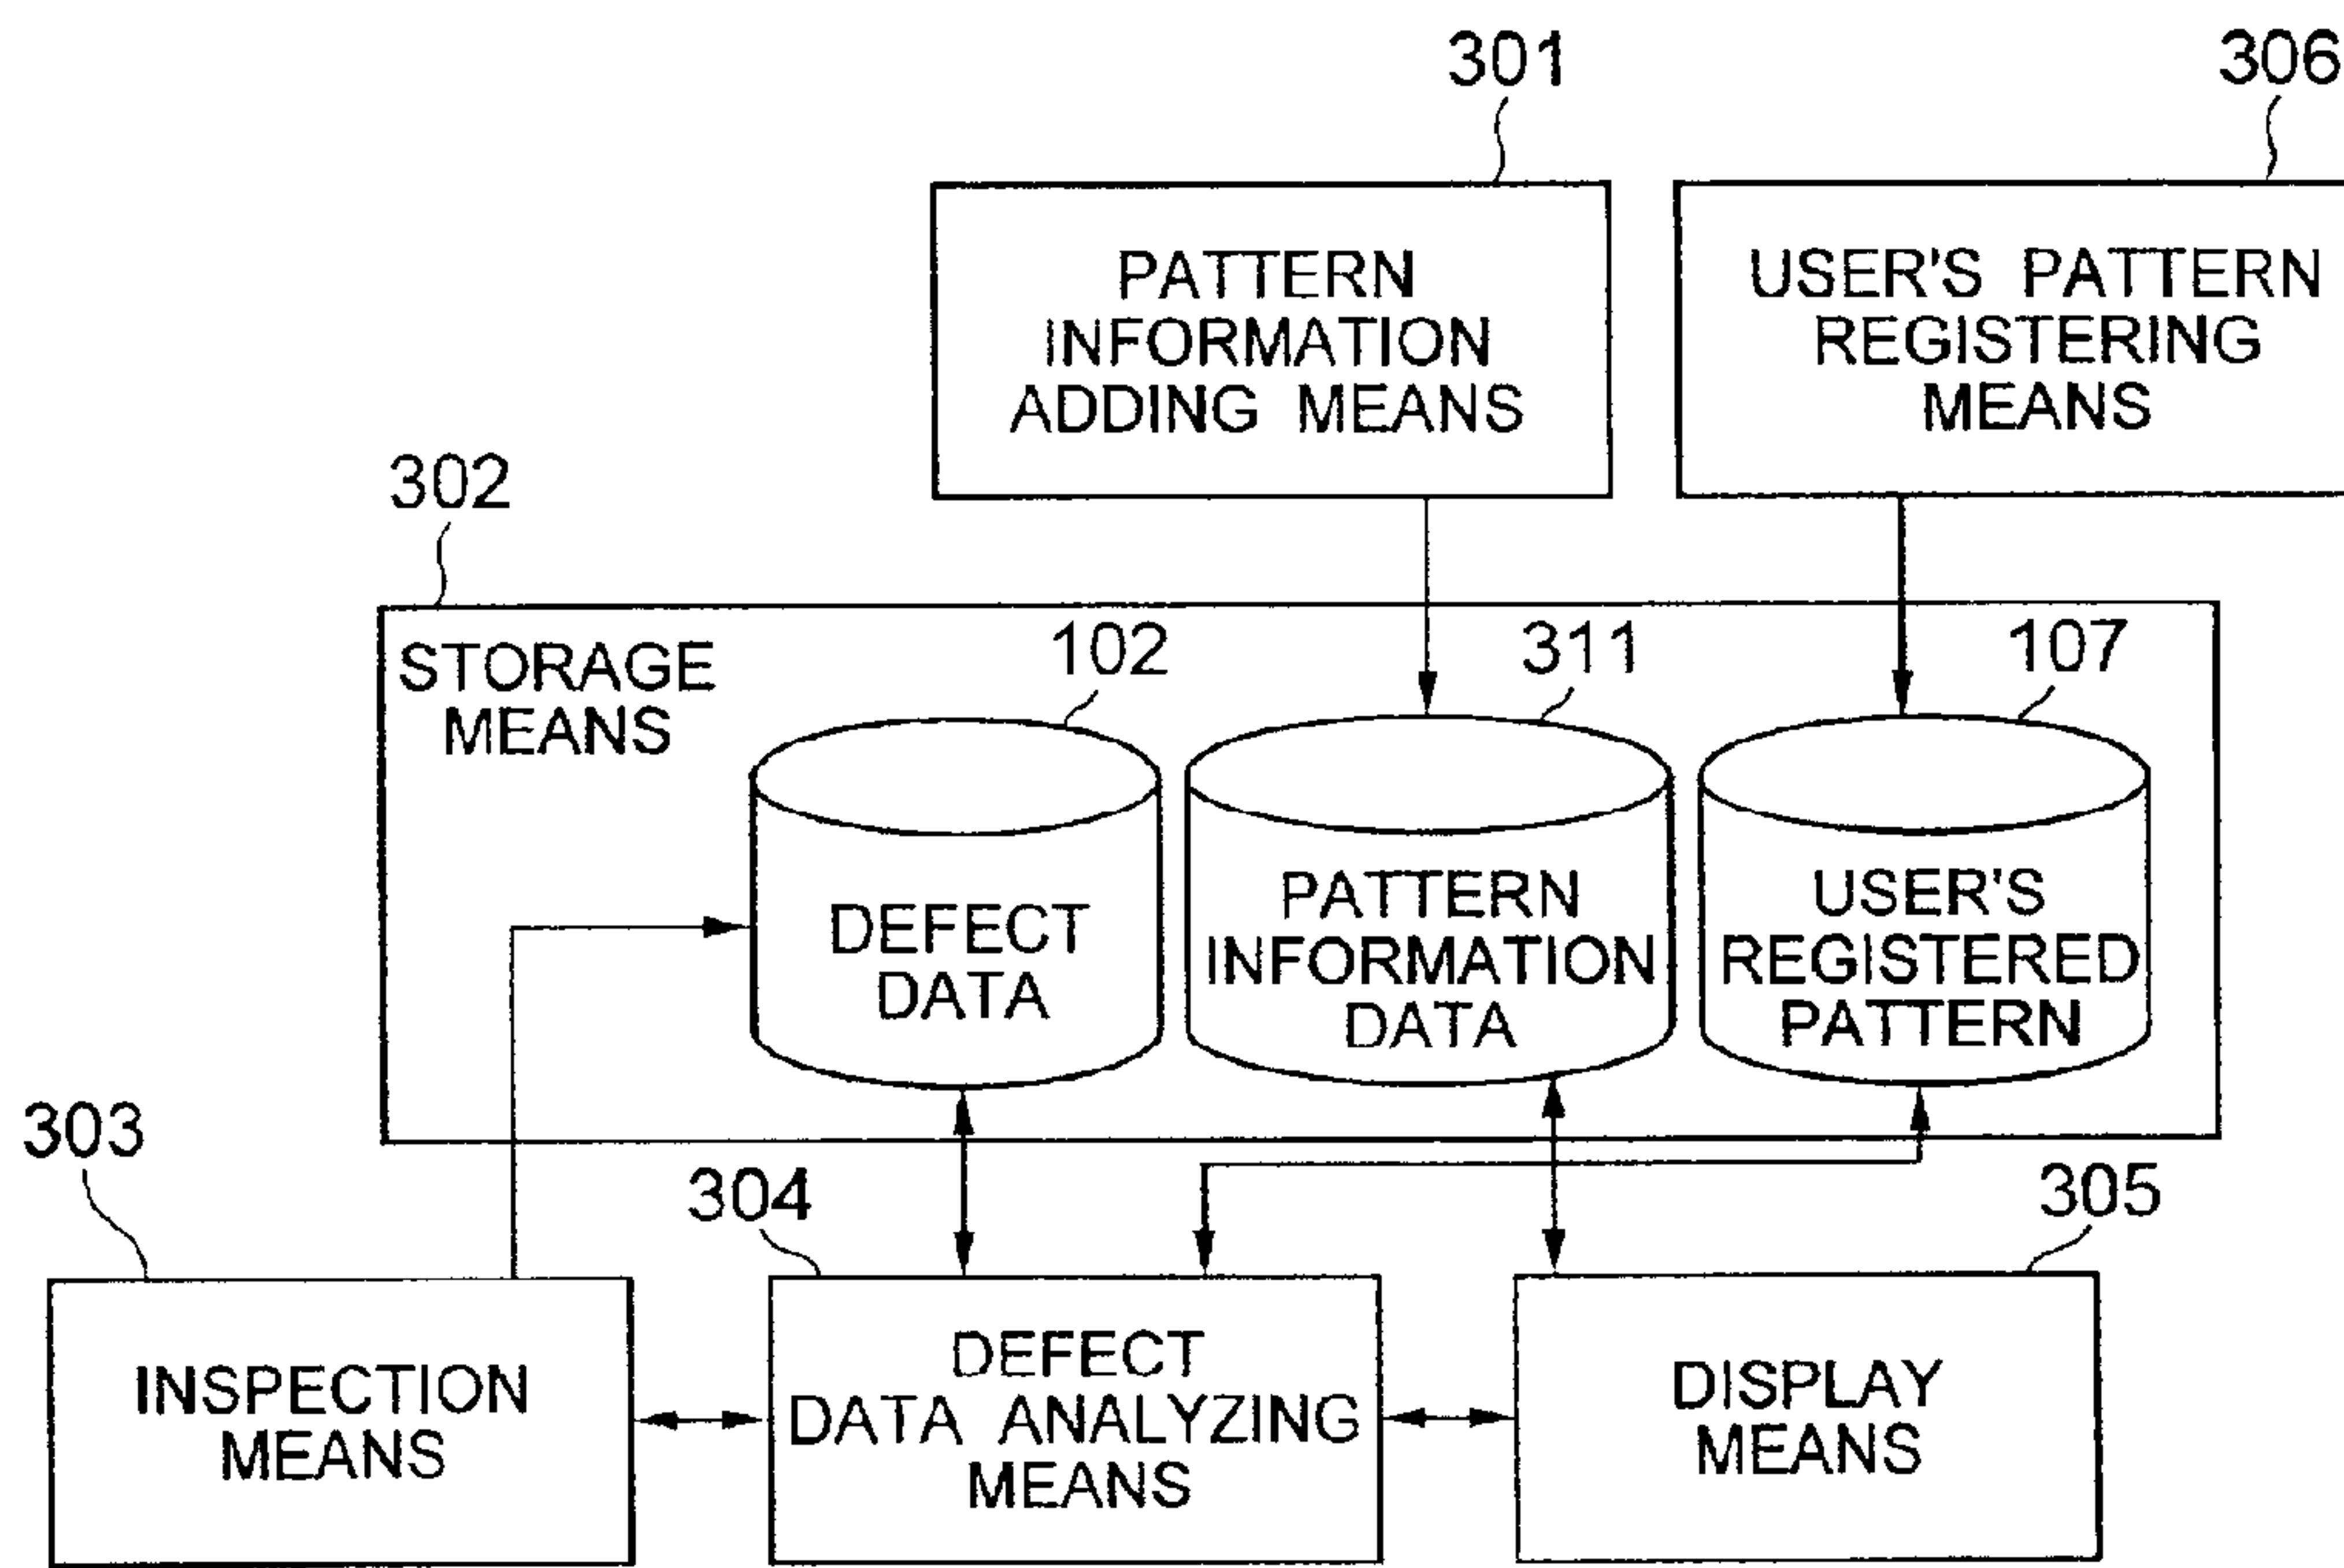 301
306
PATTERN
INFORMATION
ADDING MEANS
USER'S PATTERN
REGISTERING
MEANS
302
STORAGE
MEANS
102
311
107
DEFECT
DATA
PATTERN
INFORMATION
DATA
USER'S
REGISTERED
PATTERN
303
304
305
INSPECTION
MEANS
DEFECT
DATA ANALYZING
MEANS
DISPLAY
MEANS